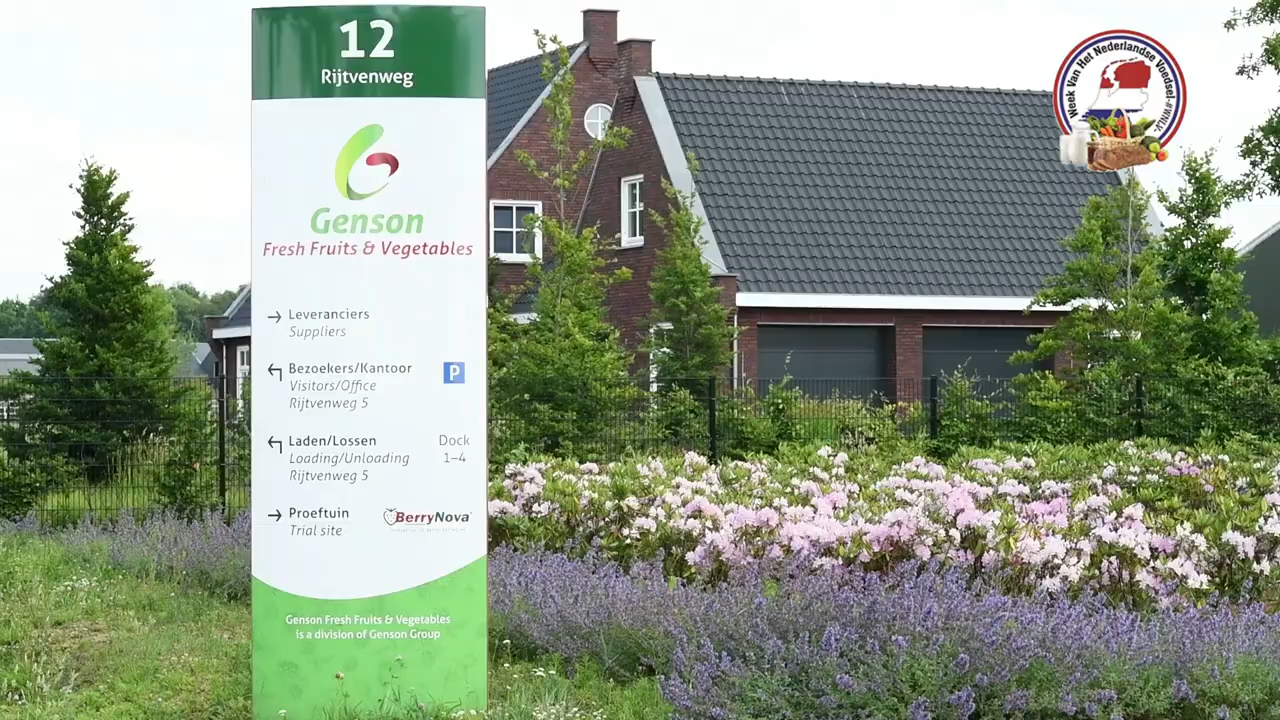 12
Rijtvenweg
Genson
Fresh Fruits & Vegetables
→ Leveranciers
Suppliers
Bezoekers/Kantoor P
Visitors/Office
Rijtvenweg 5
Laden/Lossen Dock
Loading/Unloading 1–4
Rijtvenweg 5
→ Proeftuin BerryNova
Trial site
Genson Fresh Fruits & Vegetables
is a division of Genson Group
Week Van Het Nederlandse Voedsel-#WNLV